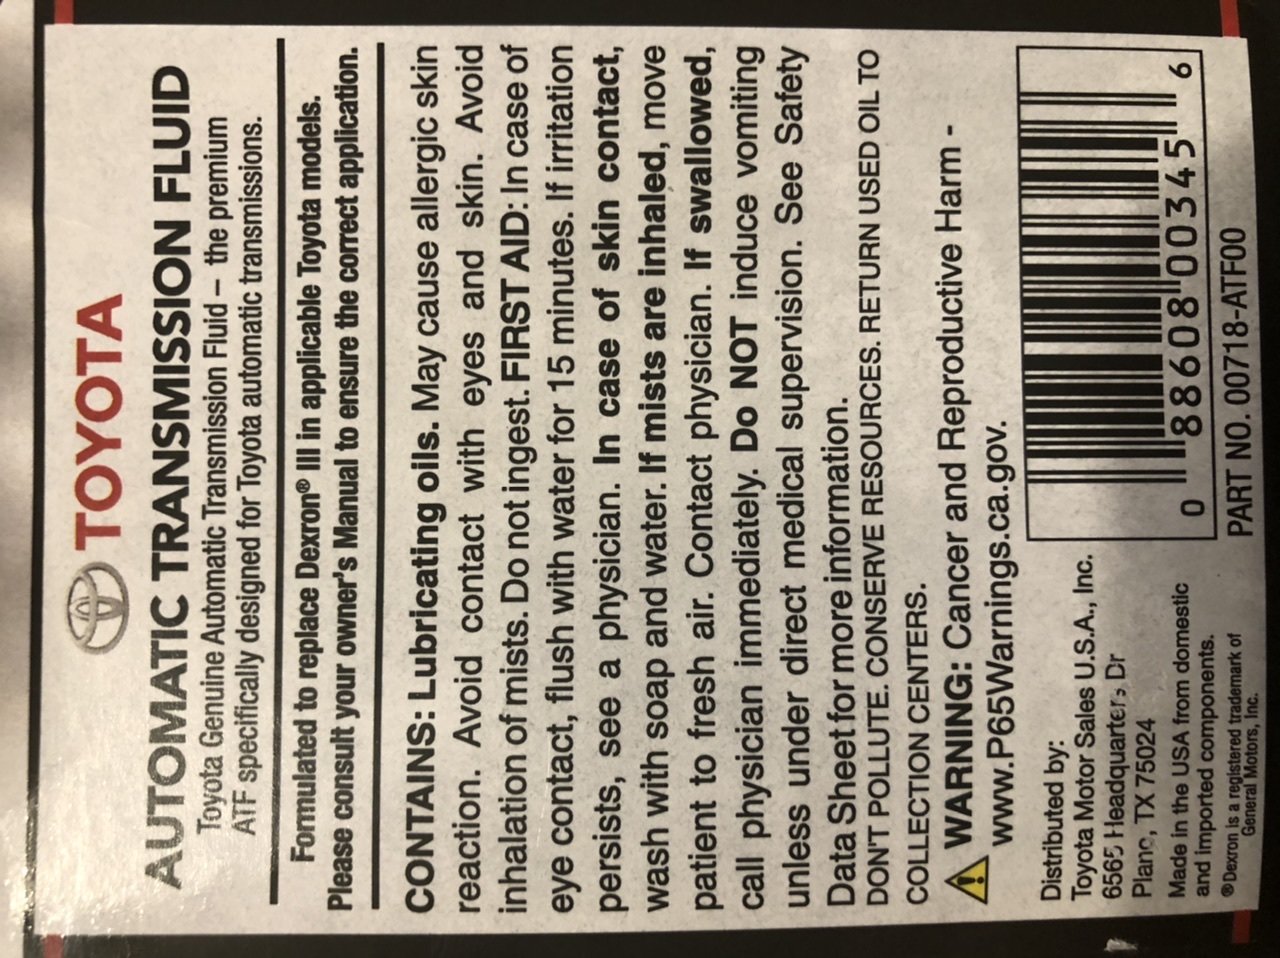 TOYOTA
AUTOMATIC TRANSMISSION FLUID
Toyota Genuine Automatic Transmission Fluid – the premium
ATF specifically designed for Toyota automatic transmissions.
Formulated to replace Dexron® III in applicable Toyota models.
Please consult your owner's Manual to ensure the correct application.
CONTAINS: Lubricating oils. May cause allergic skin
reaction. Avoid contact with eyes and skin. Avoid
inhalation of mists. Do not ingest. FIRST AID: In case of
eye contact, flush with water for 15 minutes. If irritation
persists, see a physician. In case of skin contact,
wash with soap and water. If mists are inhaled, move
patient to fresh air. Contact physician. If swallowed,
call physician immediately. Do NOT induce vomiting
unless under direct medical supervision. See Safety
Data Sheet for more information.
DON'T POLLUTE. CONSERVE RESOURCES. RETURN USED OIL TO
COLLECTION CENTERS.
WARNING: Cancer and Reproductive Harm -
www.P65Warnings.ca.gov.
Distributed by:
Toyota Motor Sales U.S.A., Inc.
6565 Headquarters Dr
Plano, TX 75024
Made in the USA from domestic
and imported components.
®Dexron is a registered trademark of
General Motors, Inc.
0 88608 00345 6
PART NO. 00718-ATF00